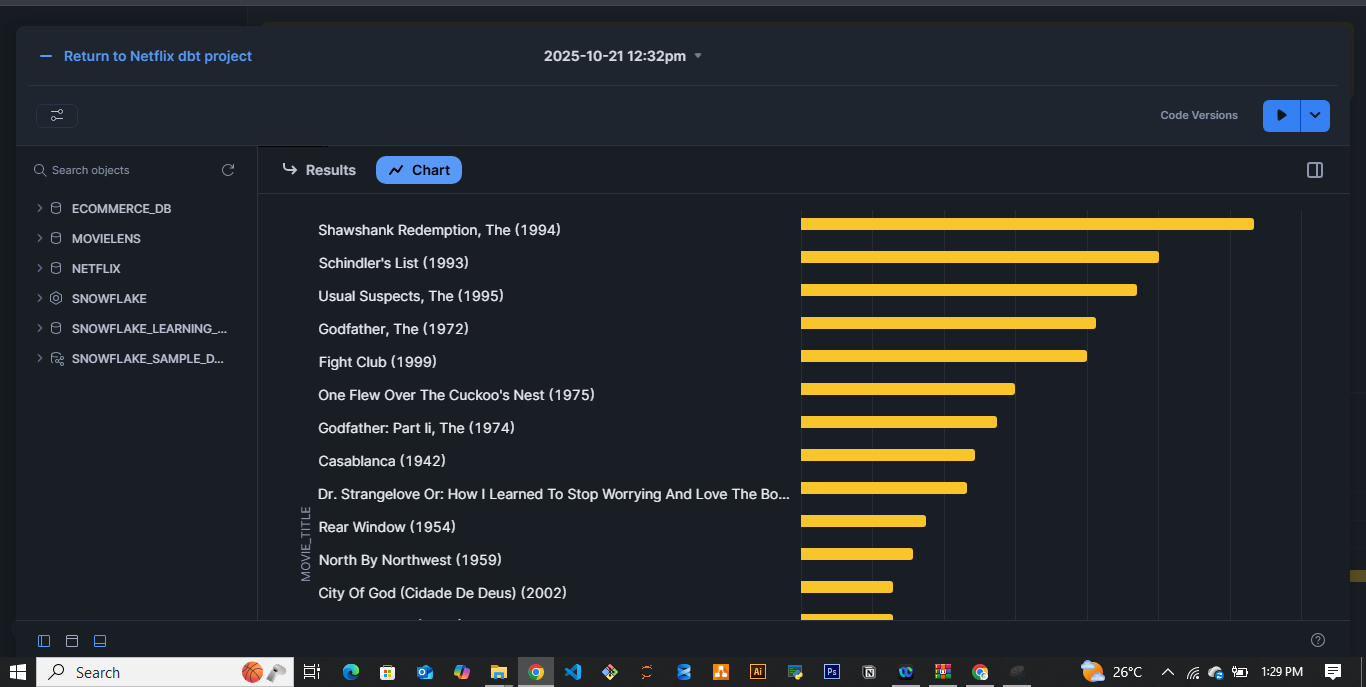 Return to Netflix dbt project
2025-10-21 12:32pm
Code Versions
Search objects
ECOMMERCE_DB
MOVIELENS
NETFLIX
SNOWFLAKE
SNOWFLAKE_LEARNING_...
SNOWFLAKE_SAMPLE_D...
Results
Chart
MOVIE_TITLE
Shawshank Redemption, The (1994)
Schindler's List (1993)
Usual Suspects, The (1995)
Godfather, The (1972)
Fight Club (1999)
One Flew Over The Cuckoo's Nest (1975)
Godfather: Part Ii, The (1974)
Casablanca (1942)
Dr. Strangelove Or: How I Learned To Stop Worrying And Love The Bo...
Rear Window (1954)
North By Northwest (1959)
City Of God (Cidade De Deus) (2002)
Search
Ai
Ps
26°C
1:29 PM